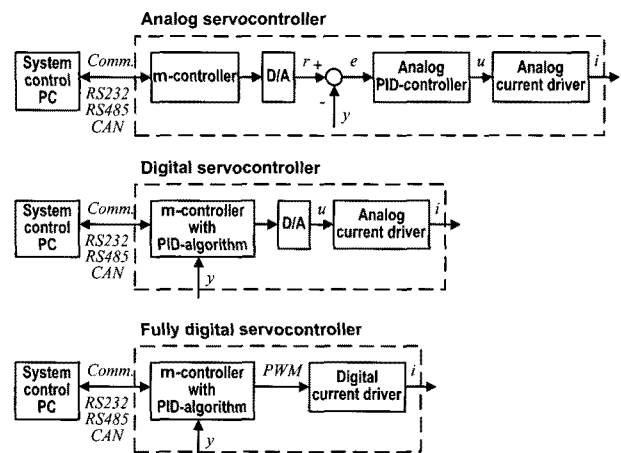 Analog servocontroller
System
control
PC
Comm.
RS232
RS485
CAN
m-controller
D/A
r
+
-
y
e
Analog
PID-controller
u
Analog
current driver
i
Digital servocontroller
System
control
PC
Comm.
RS232
RS485
CAN
m-controller
with
PID-algorithm
y
D/A
u
Analog
current driver
i
Fully digital servocontroller
System
control
PC
Comm.
RS232
RS485
CAN
m-controller
with
PID-algorithm
y
PWM
Digital
current driver
i